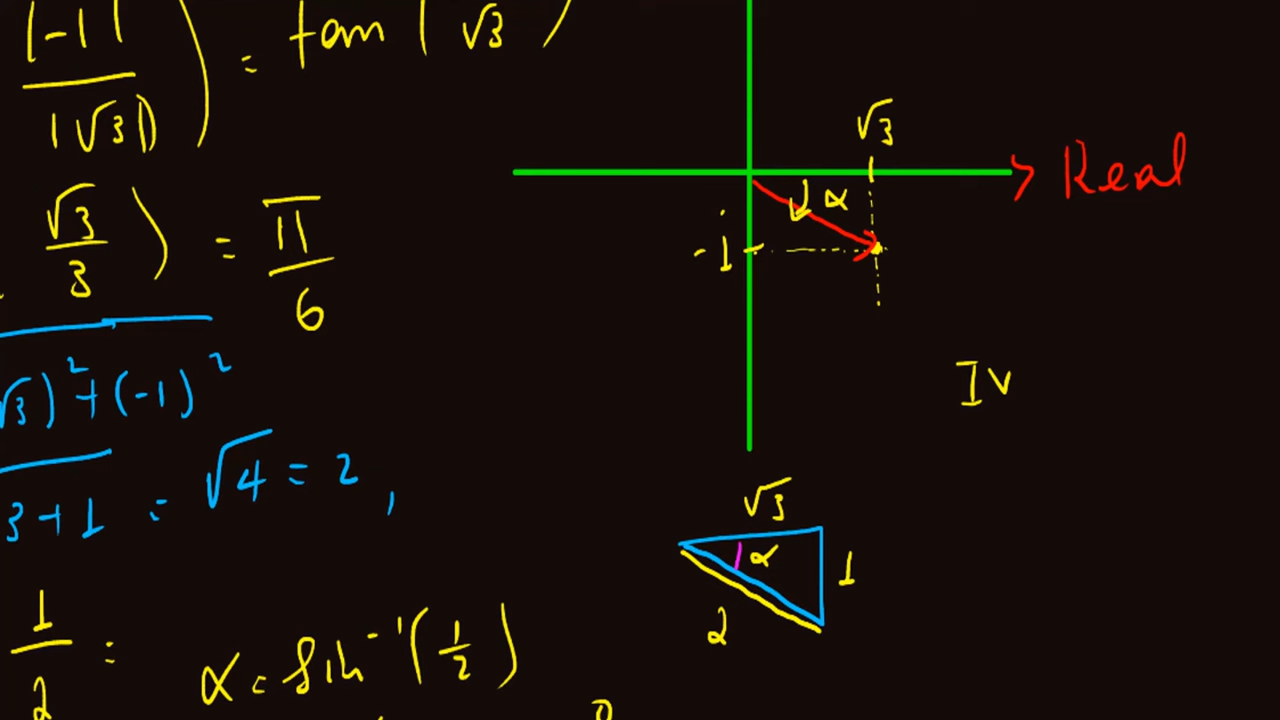 |-1|
|√3|) ) = tan( √3 )
√3
3 ) = π
6
√3)² + (-1)²
3+1 = √4 = 2 ,
1
2 = α = sin⁻¹(1/2)
√3
α
-i
Real
IV
√3
α
1
2